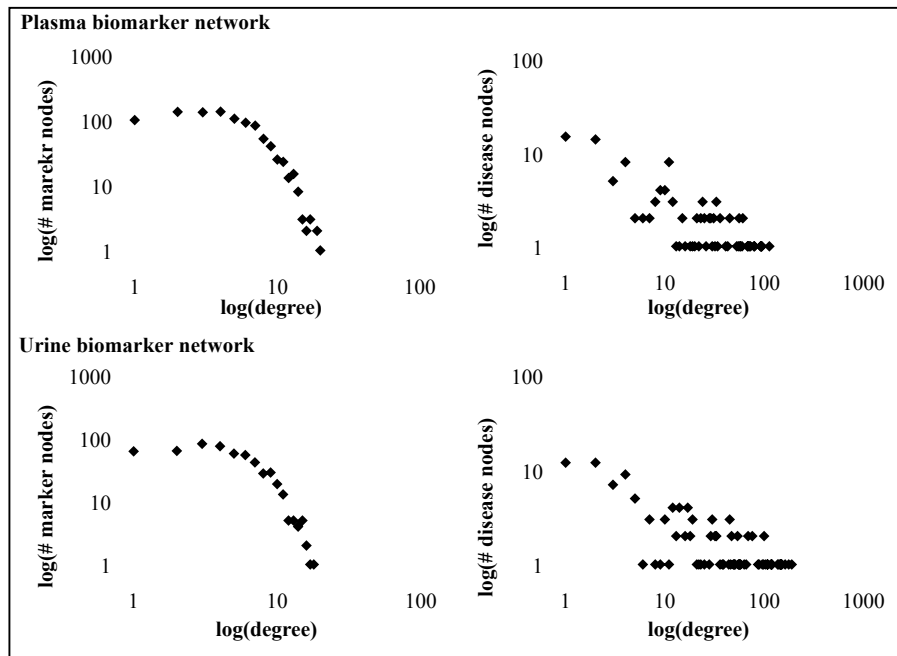 Plasma biomarker network
log(# marekr nodes)
1000
100
10
1
1 10 100
log(degree)
log(# disease nodes)
100
10
1
1 10 100 1000
log(degree)
Urine biomarker network
log(# marker nodes)
1000
100
10
1
1 10 100
log(degree)
log(# disease nodes)
100
10
1
1 10 100 1000
log(degree)